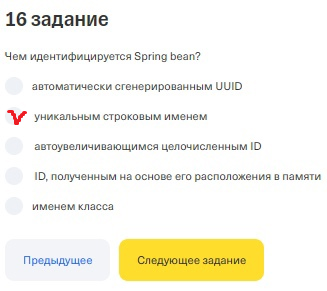 16 задание
Чем идентифицируется Spring bean?
автоматически сгенерированным UUID
уникальным строковым именем
автоувеличивающимся целочисленным ID
ID, полученным на основе его расположения в памяти
именем класса
Предыдущее
Следующее задание